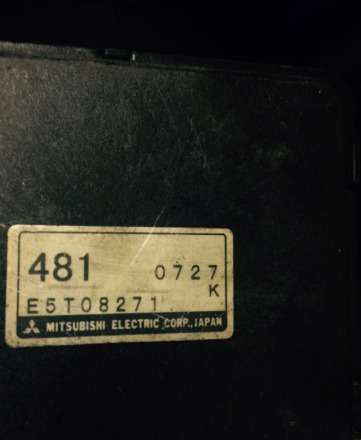 481 0727
K
E5T08271
MITSUBISHI ELECTRIC CORP., JAPAN